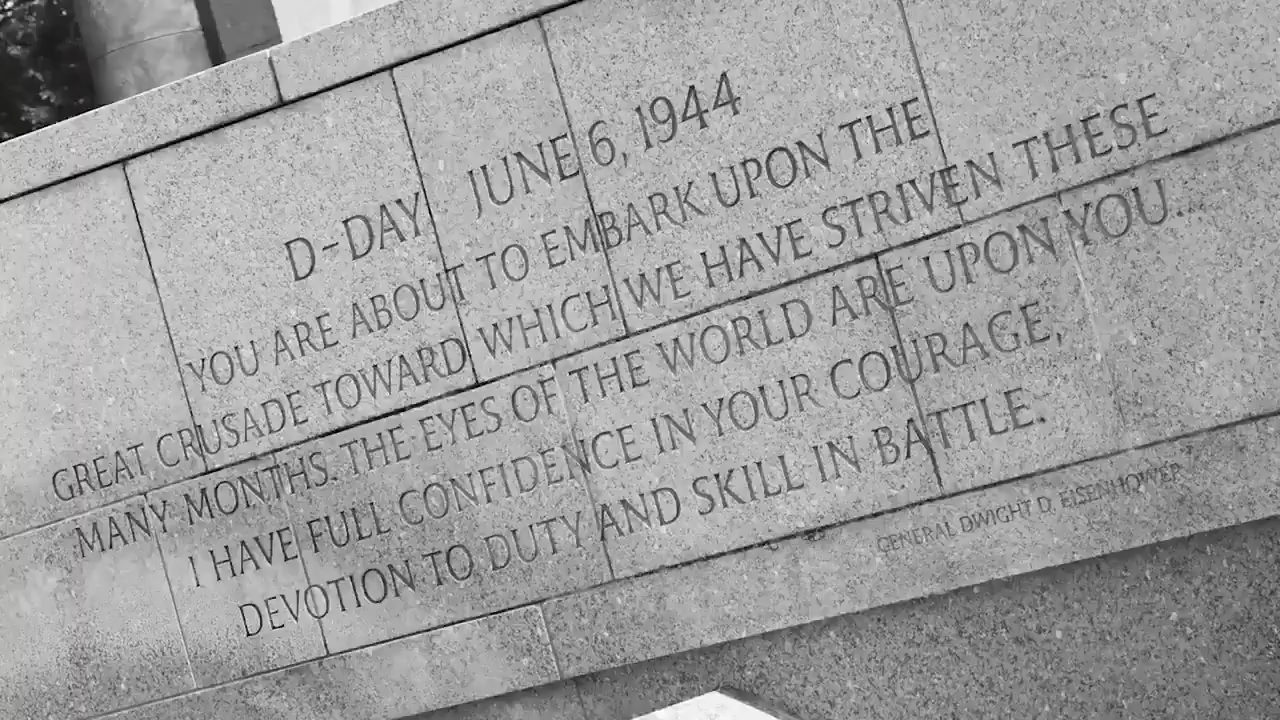 D-DAY JUNE 6, 1944
YOU ARE ABOUT TO EMBARK UPON THE
GREAT CRUSADE TOWARD WHICH WE HAVE STRIVEN THESE
MANY MONTHS. THE EYES OF THE WORLD ARE UPON YOU...
I HAVE FULL CONFIDENCE IN YOUR COURAGE,
DEVOTION TO DUTY AND SKILL IN BATTLE.
GENERAL DWIGHT D. EISENHOWER